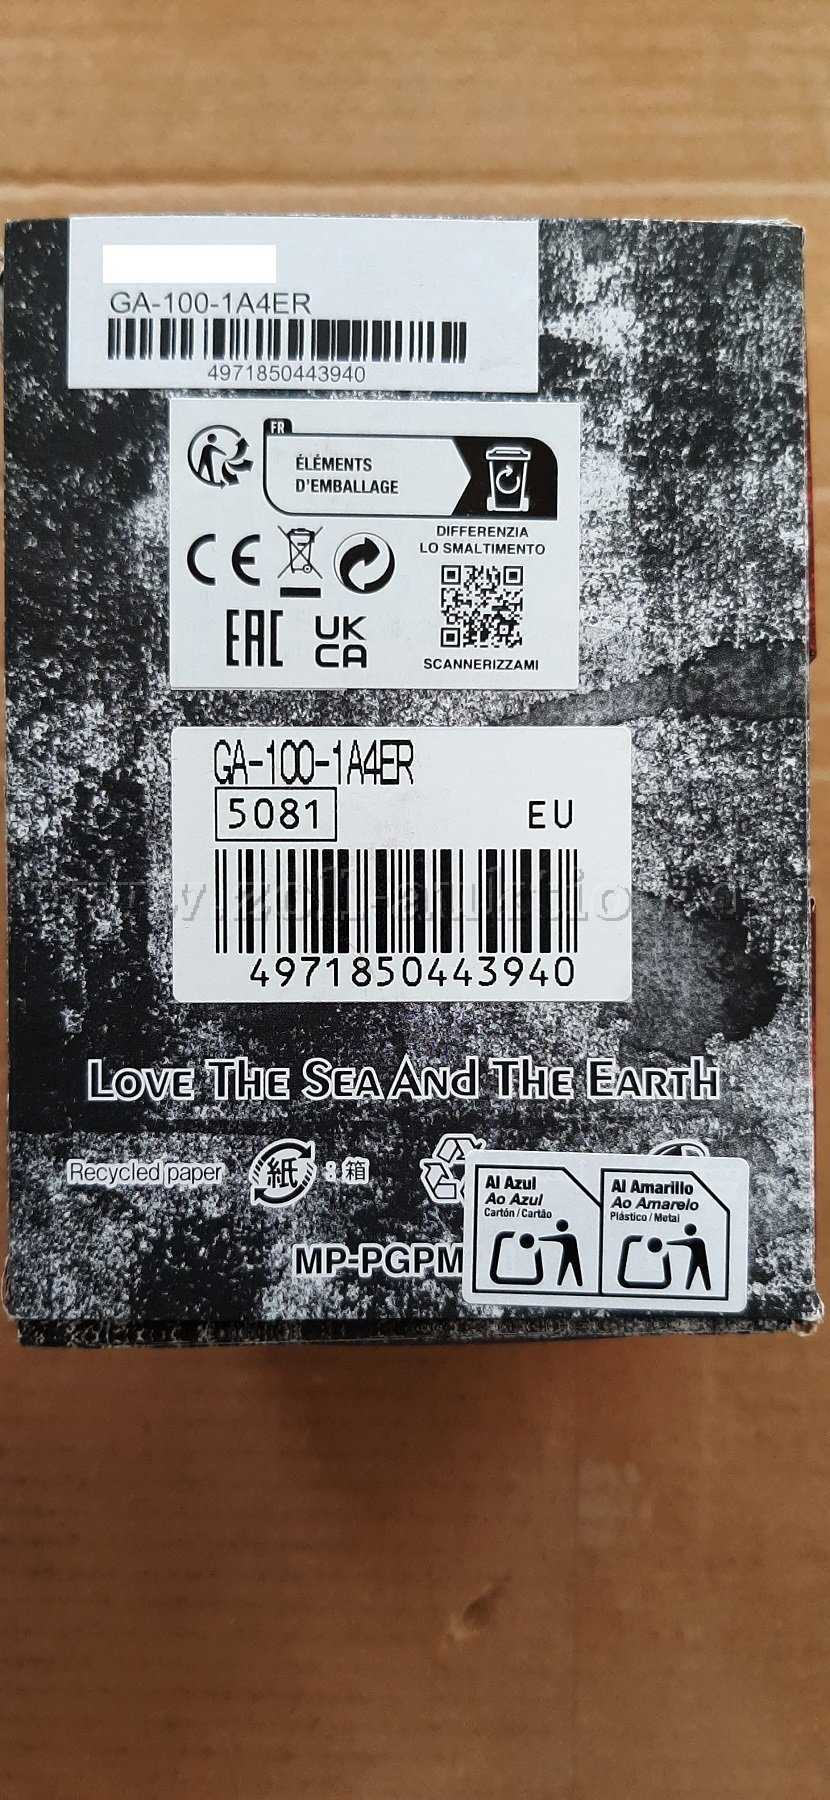 GA-100-1A4ER
4971850443940
FR
ÉLÉMENTS
D'EMBALLAGE
CE
DIFFERENZIA
LO SMALTIMENTO
EAC
UK
CA
SCANNERIZZAMI
GA-100-1A4ER
5081 EU
4971850443940
LOVE THE SEA AND THE EARTH
Recycled paper 紙 : 箱
Al Azul
Ao Azul
Cartón / Cartão
Al Amarillo
Ao Amarelo
Plástico / Metal
MP-PGPM